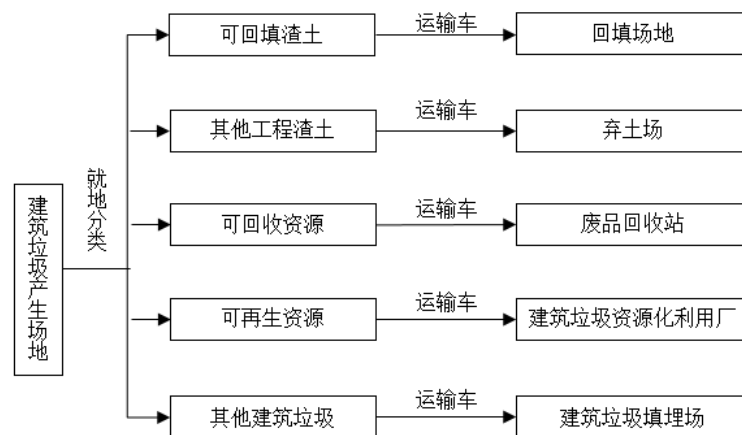 建筑垃圾产生场地
就地分类
可回填渣土
运输车
回填场地
其他工程渣土
运输车
弃土场
可回收资源
运输车
废品回收站
可再生资源
运输车
建筑垃圾资源化利用厂
其他建筑垃圾
运输车
建筑垃圾填埋场